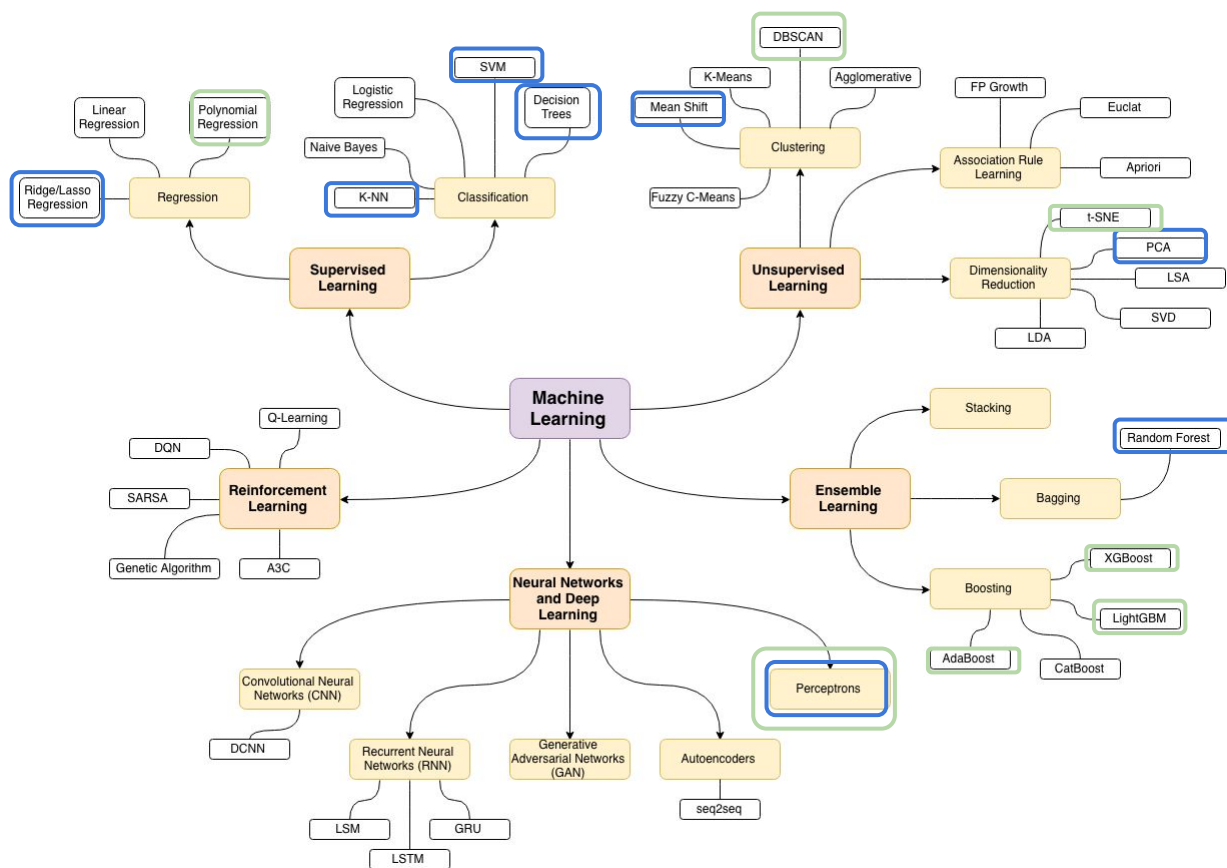 DBSCAN
SVM
K-Means
Agglomerative
Logistic
Regression
Linear
Regression
Polynomial
Regression
Decision
Trees
Mean Shift
FP Growth
Euclat
Naive Bayes
Clustering
Association Rule
Learning
Apriori
Ridge/Lasso
Regression
Regression
K-NN
Classification
Fuzzy C-Means
t-SNE
PCA
Supervised
Learning
Unsupervised
Learning
Dimensionality
Reduction
LSA
SVD
LDA
Machine
Learning
Stacking
Q-Learning
DQN
Random Forest
SARSA
Reinforcement
Learning
Ensemble
Learning
Bagging
Genetic Algorithm
A3C
XGBoost
Neural Networks
and Deep
Learning
Boosting
LightGBM
AdaBoost
CatBoost
Convolutional Neural
Networks (CNN)
Perceptrons
DCNN
Recurrent Neural
Networks (RNN)
Generative
Adversarial Networks
(GAN)
Autoencoders
seq2seq
LSM
GRU
LSTM